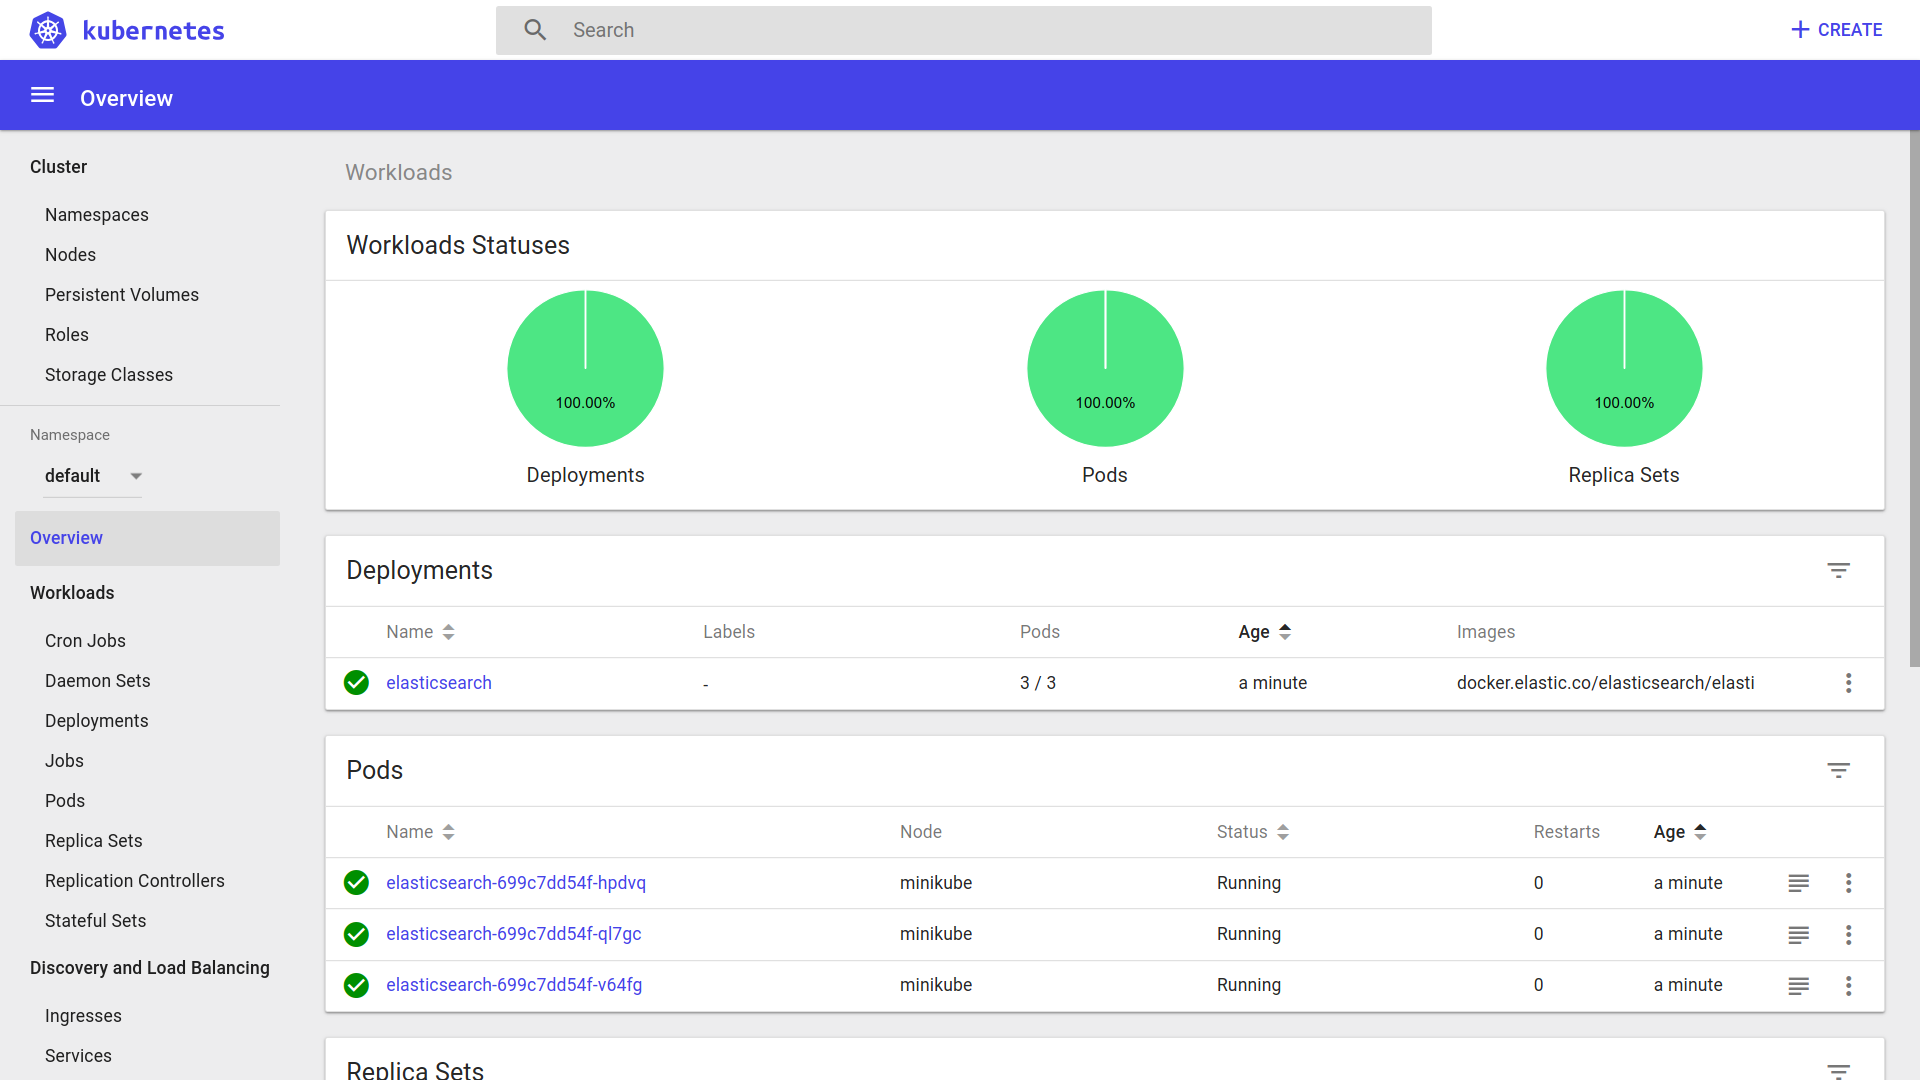 kubernetes
Search
CREATE
Overview
Cluster
Namespaces
Nodes
Persistent Volumes
Roles
Storage Classes
Namespace
default
Overview
Workloads
Cron Jobs
Daemon Sets
Deployments
Jobs
Pods
Replica Sets
Replication Controllers
Stateful Sets
Discovery and Load Balancing
Ingresses
Services
Workloads
Workloads Statuses
100.00% 100.00% 100.00%
Deployments Pods Replica Sets
Deployments
Name Labels Pods Age Images
elasticsearch - 3 / 3 a minute docker.elastic.co/elasticsearch/elasti
Pods
Name Node Status Restarts Age
elasticsearch-699c7dd54f-hpdvq minikube Running 0 a minute
elasticsearch-699c7dd54f-ql7gc minikube Running 0 a minute
elasticsearch-699c7dd54f-v64fg minikube Running 0 a minute
Replica Sets